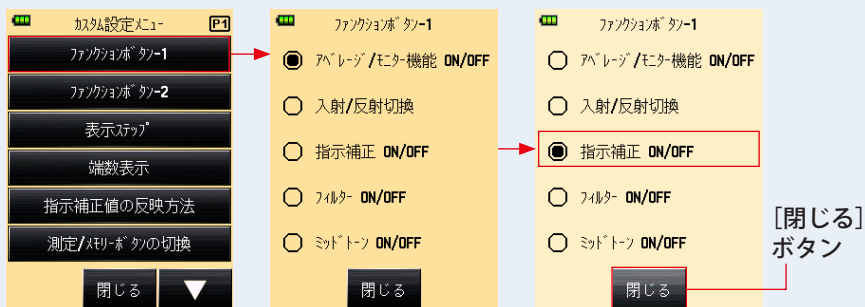 カスタム設定メニュー P1
ファンクションボタン-1
ファンクションボタン-2
表示ステップ
端数表示
指示補正値の反映方法
測定/メモリーボタンの切換
閉じる
ファンクションボタン-1
アベレージ/モニター機能 ON/OFF
入射/反射切換
指示補正 ON/OFF
フィルター ON/OFF
ミッドトーン ON/OFF
閉じる
ファンクションボタン-1
アベレージ/モニター機能 ON/OFF
入射/反射切換
指示補正 ON/OFF
フィルター ON/OFF
ミッドトーン ON/OFF
閉じる
[閉じる]
ボタン